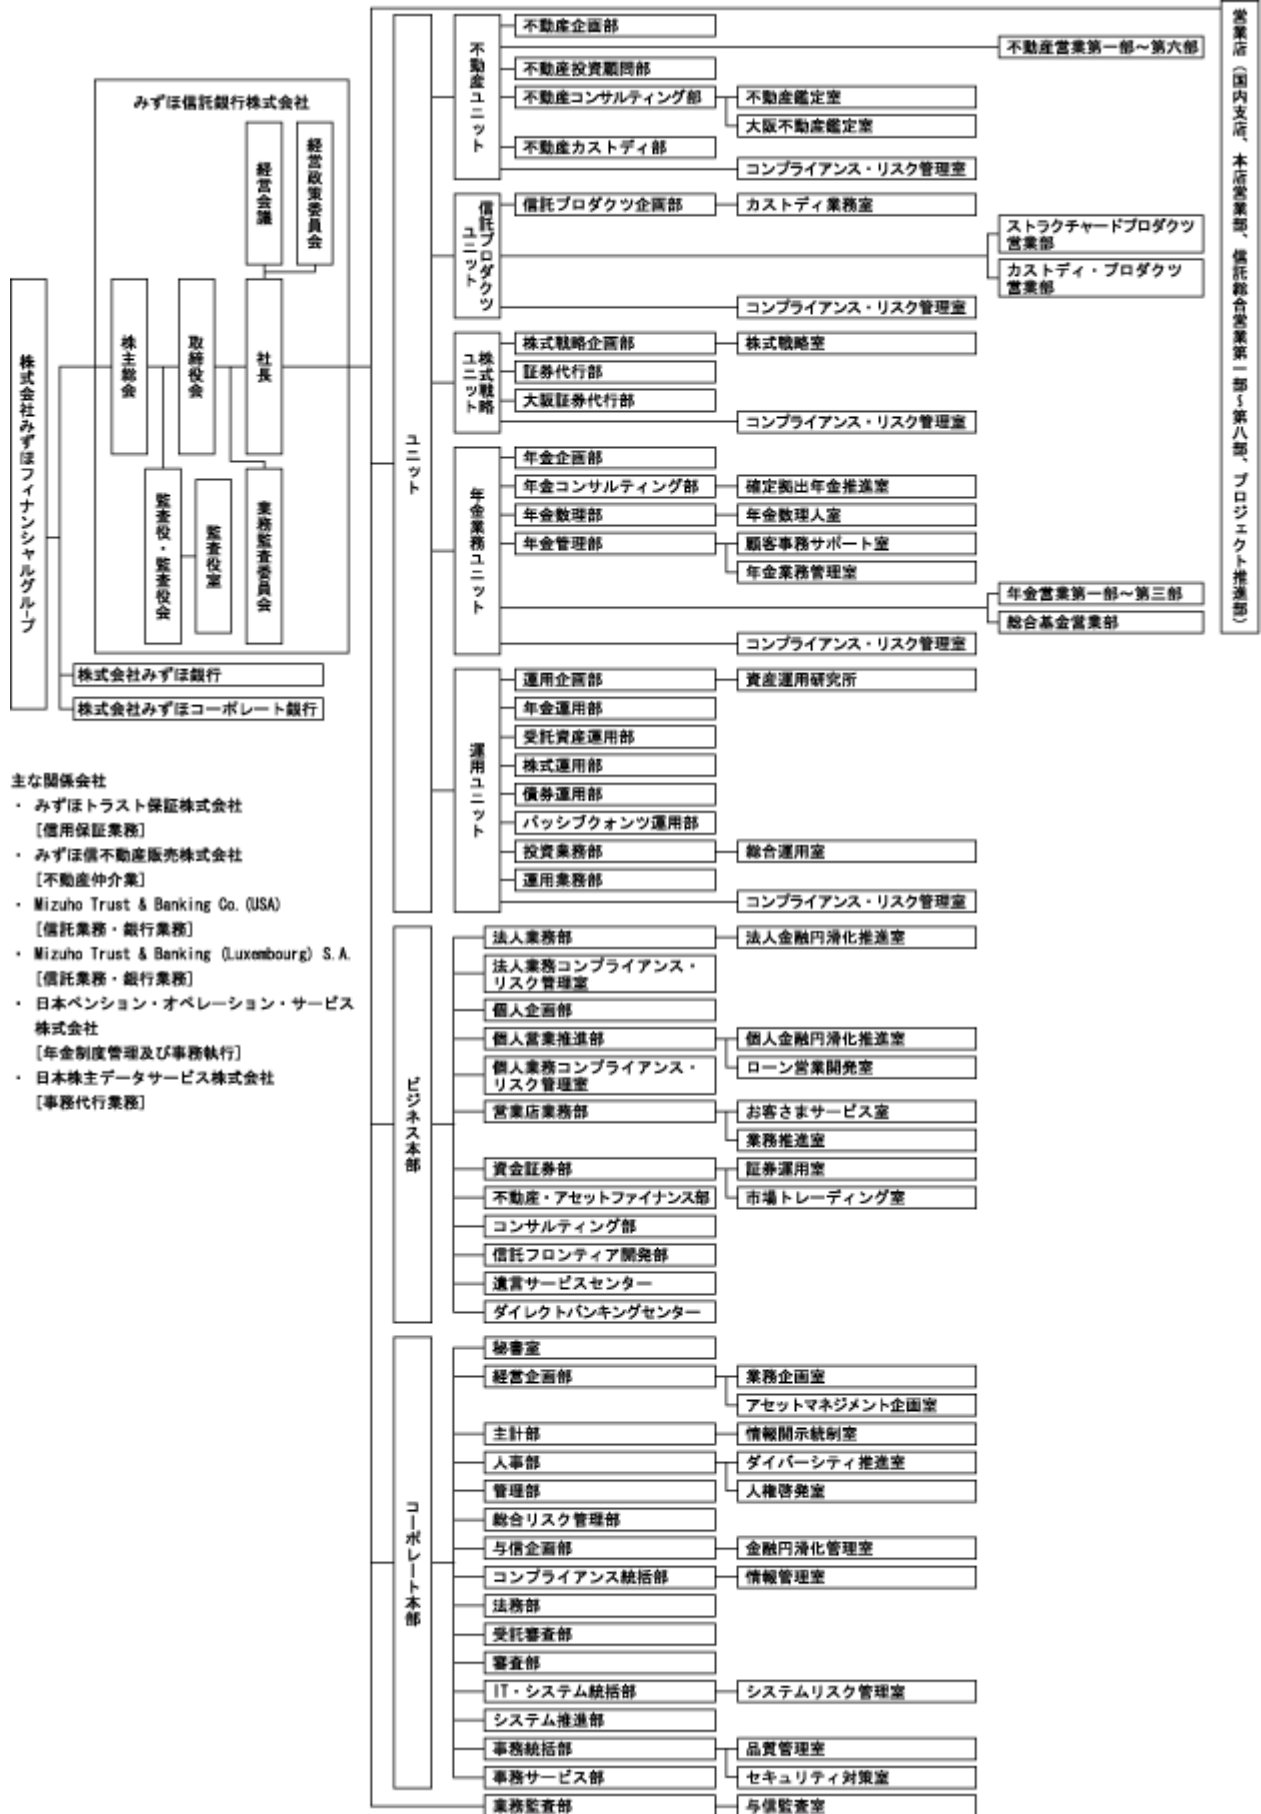 株式会社みずほフィナンシャルグループ
みずほ信託銀行株式会社
経営会議
経営政策委員会
株主総会
取締役会
社長
監査役・監査役会
監査役室
業務監査委員会
株式会社みずほ銀行
株式会社みずほコーポレート銀行
主な関係会社
・ みずほトラスト保証株式会社
[信用保証業務]
・ みずほ信不動産販売株式会社
[不動産仲介業]
・ Mizuho Trust & Banking Co. (USA)
[信託業務・銀行業務]
・ Mizuho Trust & Banking (Luxembourg) S.A.
[信託業務・銀行業務]
・ 日本ペンション・オペレーション・サービス
株式会社
[年金制度管理及び事務執行]
・ 日本株主データサービス株式会社
[事務代行業務]
ユニット
不動産ユニット
不動産企画部
不動産営業第一部~第六部
不動産投資顧問部
不動産コンサルティング部
不動産鑑定室
大阪不動産鑑定室
不動産カストディ部
コンプライアンス・リスク管理室
信託プロダクツ
ユニット
信託プロダクツ企画部
カストディ業務室
ストラクチャードプロダクツ
営業部
カストディ・プロダクツ
営業部
コンプライアンス・リスク管理室
株式戦略
ユニット
株式戦略企画部
株式戦略室
証券代行部
大阪証券代行部
コンプライアンス・リスク管理室
年金業務ユニット
年金企画部
年金コンサルティング部
確定拠出年金推進室
年金数理部
年金数理人室
年金管理部
顧客事務サポート室
年金業務管理室
年金営業第一部~第三部
総合基金営業部
コンプライアンス・リスク管理室
運用ユニット
運用企画部
資産運用研究所
年金運用部
受託資産運用部
株式運用部
債券運用部
パッシブクォンツ運用部
投資業務部
総合運用室
運用業務部
コンプライアンス・リスク管理室
営業店(国内支店、本店営業部、信託総合営業第一部~第八部、プロジェクト推進部)
ビジネス本部
法人業務部
法人金融円滑化推進室
法人業務コンプライアンス・
リスク管理室
個人企画部
個人営業推進部
個人金融円滑化推進室
ローン営業開発室
個人業務コンプライアンス・
リスク管理室
営業店業務部
お客さまサービス室
業務推進室
資金証券部
証券運用室
市場トレーディング室
不動産・アセットファイナンス部
コンサルティング部
信託フロンティア開発部
遺言サービスセンター
ダイレクトバンキングセンター
コーポレート本部
秘書室
経営企画部
業務企画室
アセットマネジメント企画室
主計部
情報開示統制室
人事部
ダイバーシティ推進室
人権啓発室
管理部
総合リスク管理部
与信企画部
金融円滑化管理室
コンプライアンス統括部
情報管理室
法務部
受託審査部
審査部
IT・システム統括部
システムリスク管理室
システム推進部
事務統括部
品質管理室
セキュリティ対策室
事務サービス部
業務監査部
与信監査室